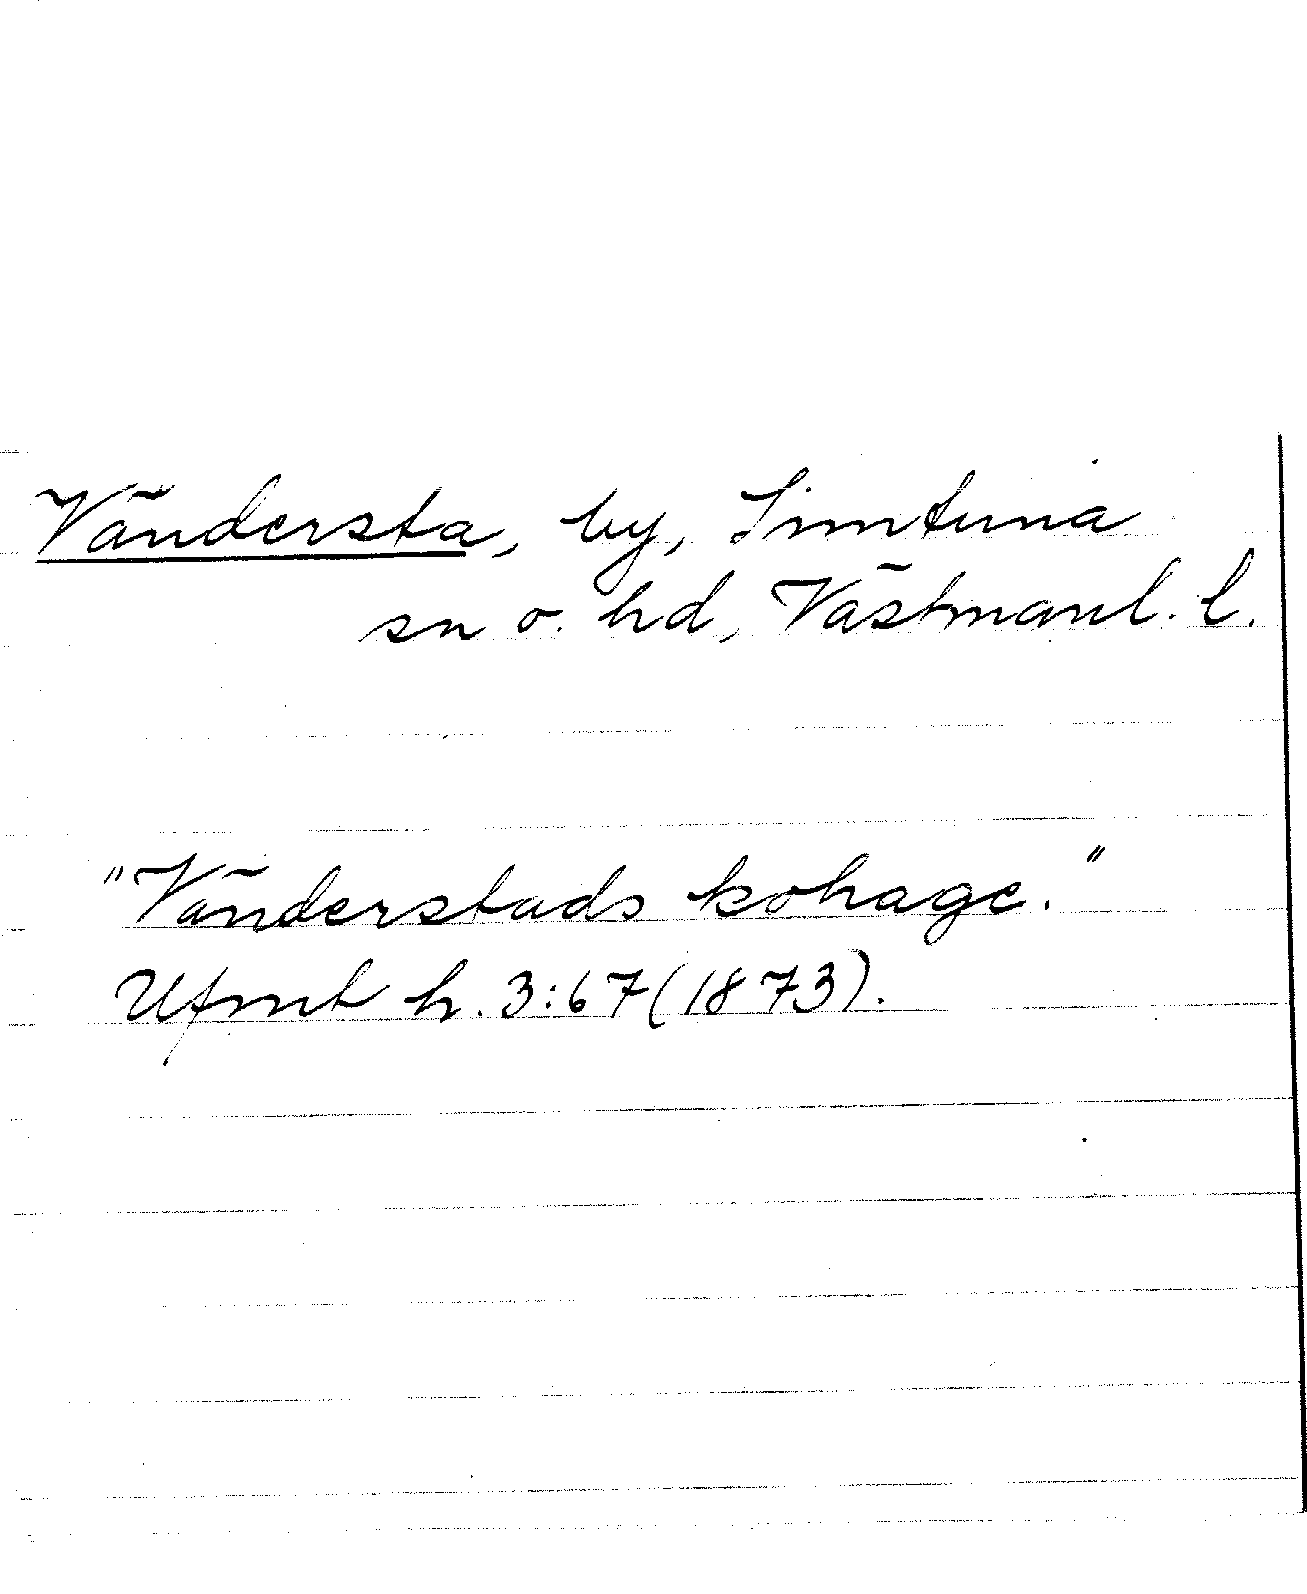 Vändersta, by, Simtuna
sn o. hd, Västmanl. l.
"Vänderstads kohage."
Ufmt h. 3:67(1873).